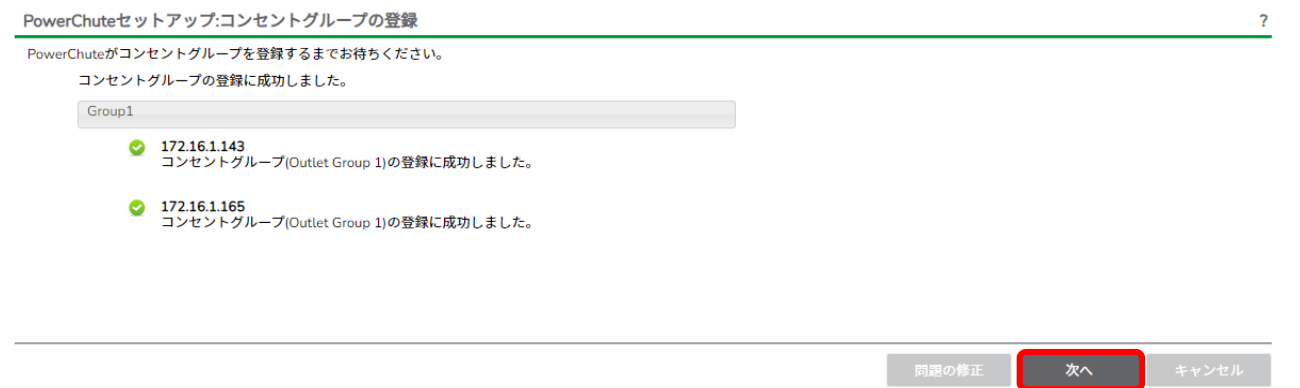 PowerChuteセットアップ:コンセントグループの登録 ?
PowerChuteがコンセントグループを登録するまでお待ちください。
コンセントグループの登録に成功しました。
Group1
172.16.1.143
コンセントグループ(Outlet Group 1)の登録に成功しました。
172.16.1.165
コンセントグループ(Outlet Group 1)の登録に成功しました。
問題の修正 次へ キャンセル